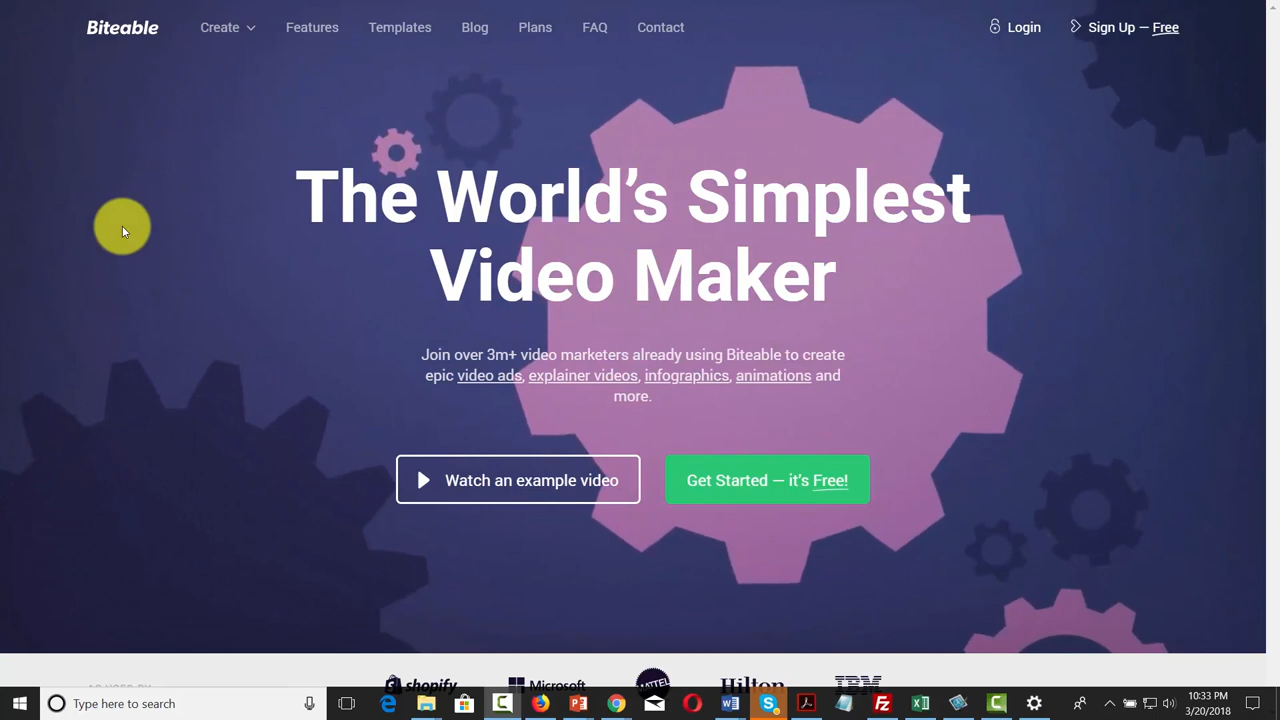 Biteable Create Features Templates Blog Plans FAQ Contact Login Sign Up — Free
The World's Simplest
Video Maker
Join over 3m+ video marketers already using Biteable to create
epic video ads, explainer videos, infographics, animations and
more.
Watch an example video Get Started — it's Free!
shopify Microsoft MATTEL Hilton IBM
Type here to search
10:33 PM
3/20/2018